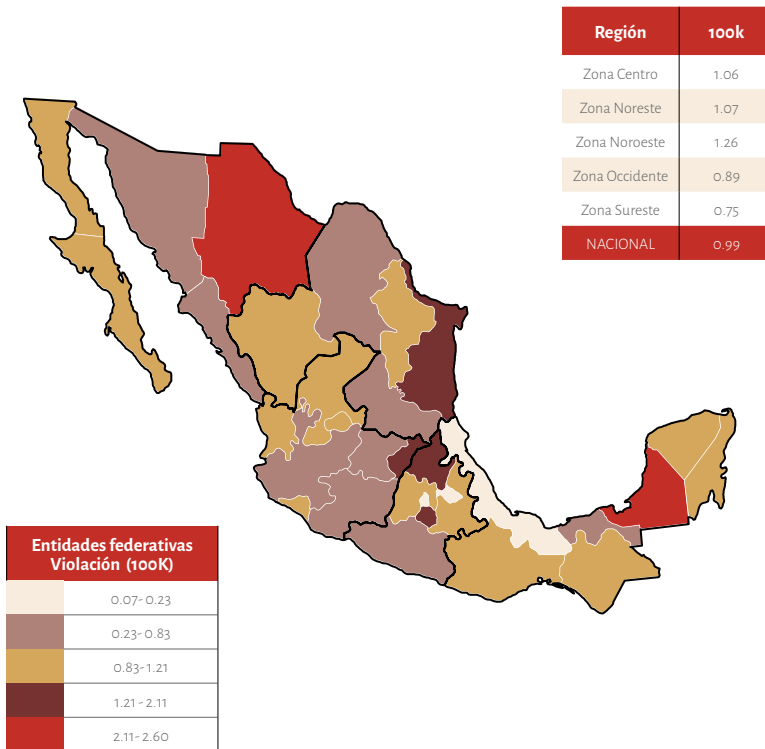 Región 100k
Zona Centro 1.06
Zona Noreste 1.07
Zona Noroeste 1.26
Zona Occidente 0.89
Zona Sureste 0.75
NACIONAL 0.99
Entidades federativas
Violación (100K)
0.07-0.23
0.23-0.83
0.83-1.21
1.21 - 2.11
2.11-2.60